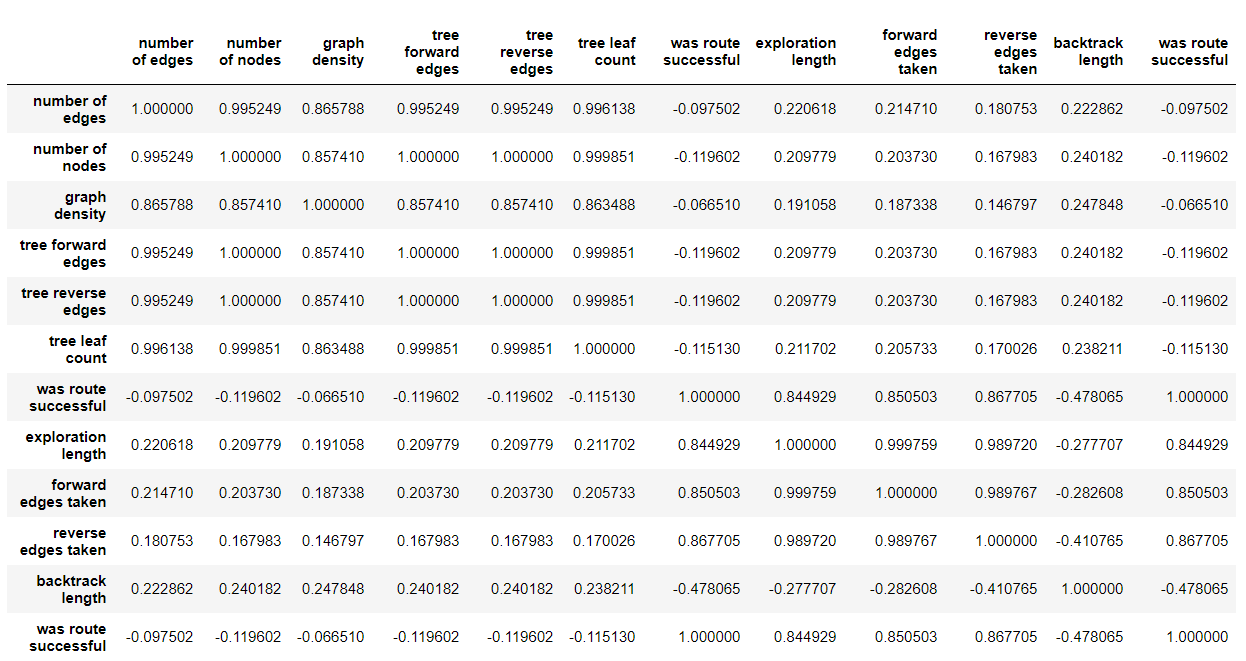 number of edges number of nodes graph density tree forward edges tree reverse edges tree leaf count was route successful exploration length forward edges taken reverse edges taken backtrack length was route successful
number of edges 1.000000 0.995249 0.865788 0.995249 0.995249 0.996138 -0.097502 0.220618 0.214710 0.180753 0.222862 -0.097502
number of nodes 0.995249 1.000000 0.857410 1.000000 1.000000 0.999851 -0.119602 0.209779 0.203730 0.167983 0.240182 -0.119602
graph density 0.865788 0.857410 1.000000 0.857410 0.857410 0.863488 -0.066510 0.191058 0.187338 0.146797 0.247848 -0.066510
tree forward edges 0.995249 1.000000 0.857410 1.000000 1.000000 0.999851 -0.119602 0.209779 0.203730 0.167983 0.240182 -0.119602
tree reverse edges 0.995249 1.000000 0.857410 1.000000 1.000000 0.999851 -0.119602 0.209779 0.203730 0.167983 0.240182 -0.119602
tree leaf count 0.996138 0.999851 0.863488 0.999851 0.999851 1.000000 -0.115130 0.211702 0.205733 0.170026 0.238211 -0.115130
was route successful -0.097502 -0.119602 -0.066510 -0.119602 -0.119602 -0.115130 1.000000 0.844929 0.850503 0.867705 -0.478065 1.000000
exploration length 0.220618 0.209779 0.191058 0.209779 0.209779 0.211702 0.844929 1.000000 0.999759 0.989720 -0.277707 0.844929
forward edges taken 0.214710 0.203730 0.187338 0.203730 0.203730 0.205733 0.850503 0.999759 1.000000 0.989767 -0.282608 0.850503
reverse edges taken 0.180753 0.167983 0.146797 0.167983 0.167983 0.170026 0.867705 0.989720 0.989767 1.000000 -0.410765 0.867705
backtrack length 0.222862 0.240182 0.247848 0.240182 0.240182 0.238211 -0.478065 -0.277707 -0.282608 -0.410765 1.000000 -0.478065
was route successful -0.097502 -0.119602 -0.066510 -0.119602 -0.119602 -0.115130 1.000000 0.844929 0.850503 0.867705 -0.478065 1.000000